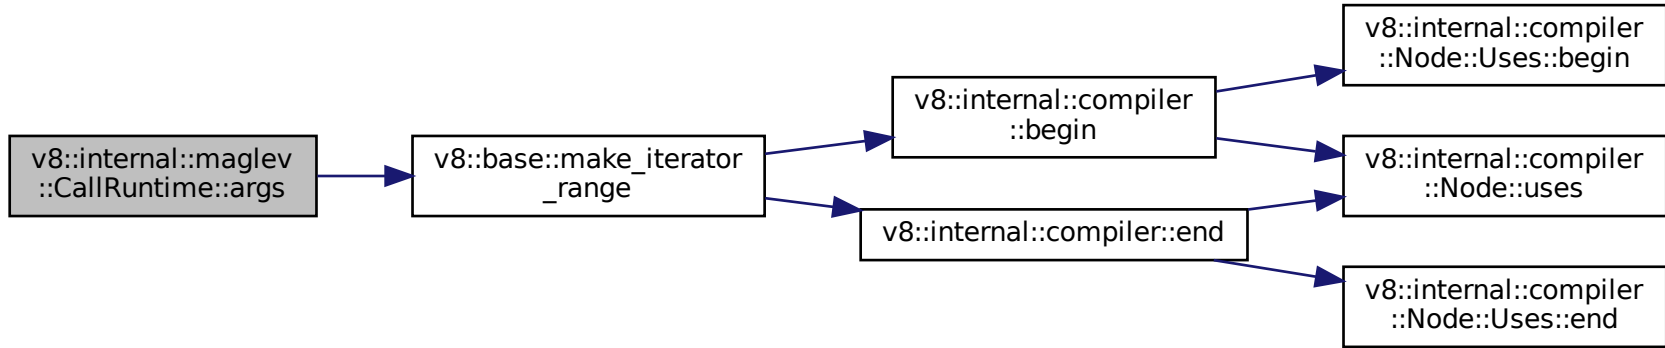 v8::internal::maglev
::CallRuntime::args
v8::base::make_iterator
_range
v8::internal::compiler
::begin
v8::internal::compiler::end
v8::internal::compiler
::Node::Uses::begin
v8::internal::compiler
::Node::uses
v8::internal::compiler
::Node::Uses::end